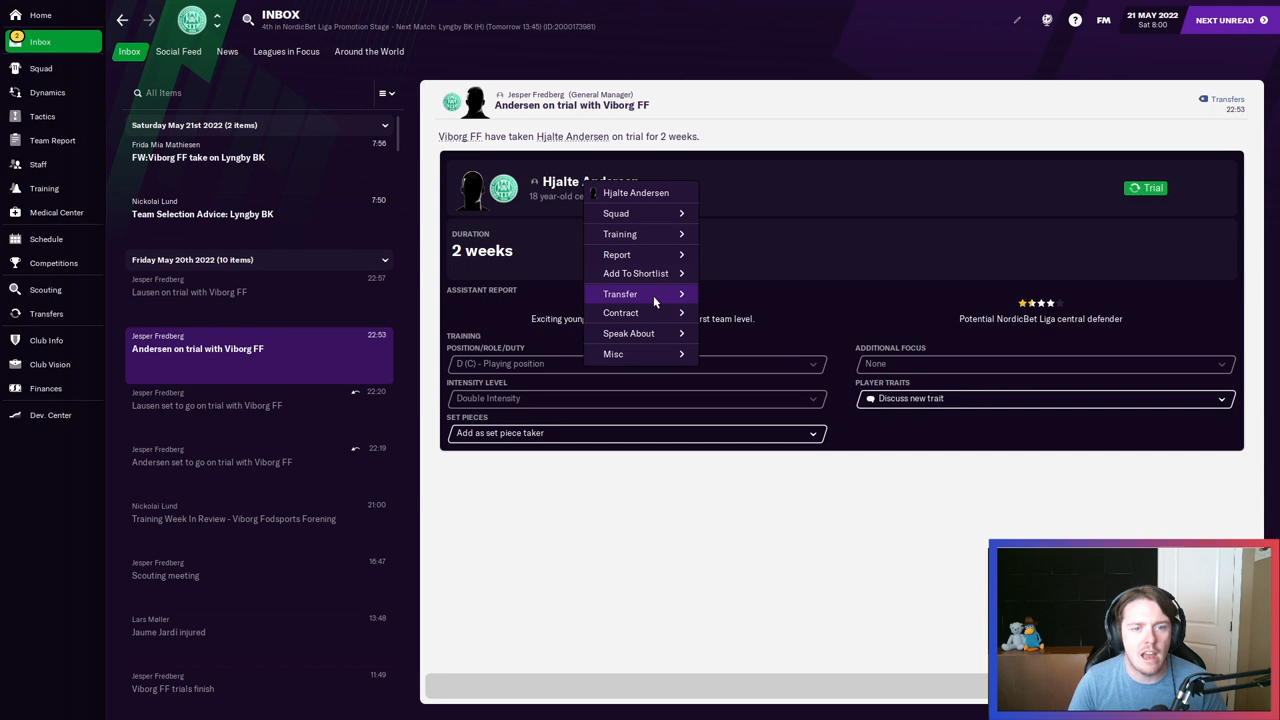 Home
2
Inbox
Squad
Dynamics
Tactics
Team Report
Staff
Training
Medical Center
Schedule
Competitions
Scouting
Transfers
Club Info
Club Vision
Finances
Dev. Center
INBOX
4th in NordicBet Liga Promotion Stage - Next Match: Lyngby BK (H) (Tomorrow 13:45) (ID:2000173981)
FM
21 MAY 2022
Sat 8:00
NEXT UNREAD
Inbox
Social Feed
News
Leagues in Focus
Around the World
All Items
Saturday May 21st 2022 (2 items)
Frida Mia Mathiesen 7:56
FW:Viborg FF take on Lyngby BK
Nickolai Lund 7:50
Team Selection Advice: Lyngby BK
Friday May 20th 2022 (10 items)
Jesper Fredberg 22:57
Lausen on trial with Viborg FF
Jesper Fredberg 22:53
Andersen on trial with Viborg FF
Jesper Fredberg 22:20
Lausen set to go on trial with Viborg FF
Jesper Fredberg 22:19
Andersen set to go on trial with Viborg FF
Nickolai Lund 21:00
Training Week In Review - Viborg Fodsports Forening
Jesper Fredberg 16:47
Scouting meeting
Lars Møller 13:48
Jaume Jardí injured
Jesper Fredberg 11:49
Viborg FF trials finish
Jesper Fredberg (General Manager)
Andersen on trial with Viborg FF
Transfers
22:53
Viborg FF have taken Hjalte Andersen on trial for 2 weeks.
Hjalte
18 year-old ce
Trial
DURATION
2 weeks
ASSISTANT REPORT
Exciting youn
rst team level.
Potential NordicBet Liga central defender
TRAINING
POSITION/ROLE/DUTY
D (C) - Playing position
ADDITIONAL FOCUS
None
INTENSITY LEVEL
Double Intensity
PLAYER TRAITS
Discuss new trait
SET PIECES
Add as set piece taker
Hjalte Andersen
Squad
Training
Report
Add To Shortlist
Transfer
Contract
Speak About
Misc